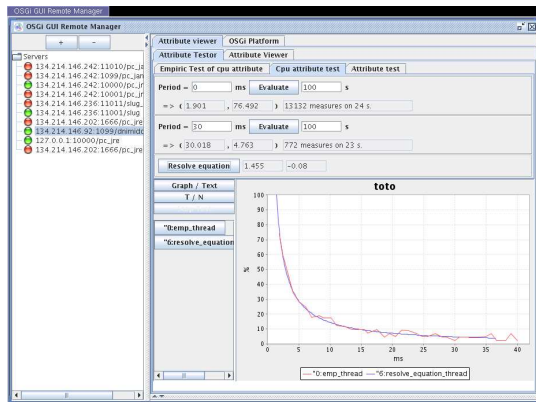 OSGi GUI Remote Manager
OSGi GUI Remote Manager
+ -
Servers
134.214.146.242:11010/pc_jan
134.214.146.242:1099/pc_jan
134.214.146.242:10000/pc_jr
134.214.146.242:10001/pc_jr
134.214.146.236:11011/slug_
134.214.146.236:11001/slug
134.214.146.202:1666/pc_jre
134.214.146.92:1099/dnimidd
127.0.0.1:10000/pc_jre
134.214.146.202:1666/pc_jre
Attribute viewer OSGi Platform
Attribute Testor Attribute Viewer
Empiric Test of cpu attribute Cpu attribute test Attribute test
Period = 0 ms Evaluate 100 s
=> ( 1.901 , 76.492 ) 13132 measures on 24 s.
Period = 30 ms Evaluate 100 s
=> ( 30.018 , 4.763 ) 772 measures on 23 s.
Resolve equation 1.455 -0.08
Graph / Text
T / N
"0:emp_thread
"6:resolve_equation
toto
100
90
80
70
60
50
40
30
20
10
0
%
0 5 10 15 20 25 30 35 40
ms
"0:emp_thread "6:resolve_equation_thread